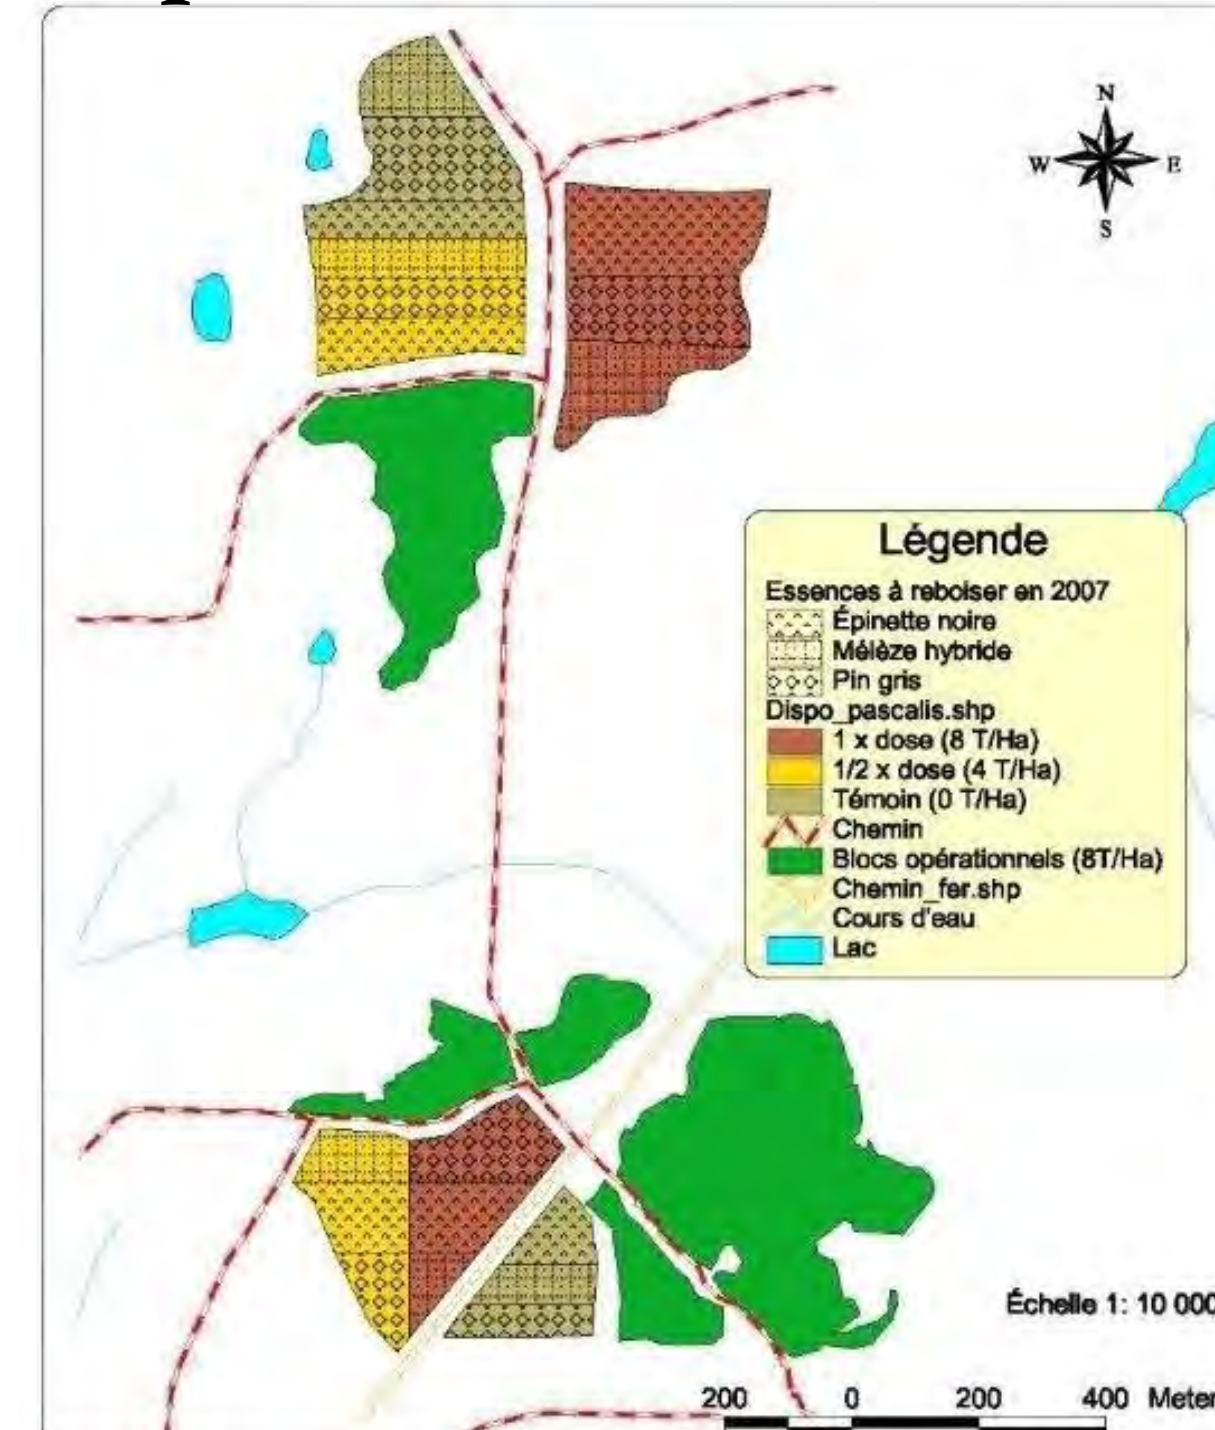 N
W E
S
Légende
Essences à reboiser en 2007
Épinette noire
Mélèze hybride
Pin gris
Dispo_pascalis.shp
1 x dose (8 T/Ha)
1/2 x dose (4 T/Ha)
Témoin (0 T/Ha)
Chemin
Blocs opérationnels (8T/Ha)
Chemin_fer.shp
Cours d'eau
Lac
Échelle 1: 10 000
200 0 200 400 Meter